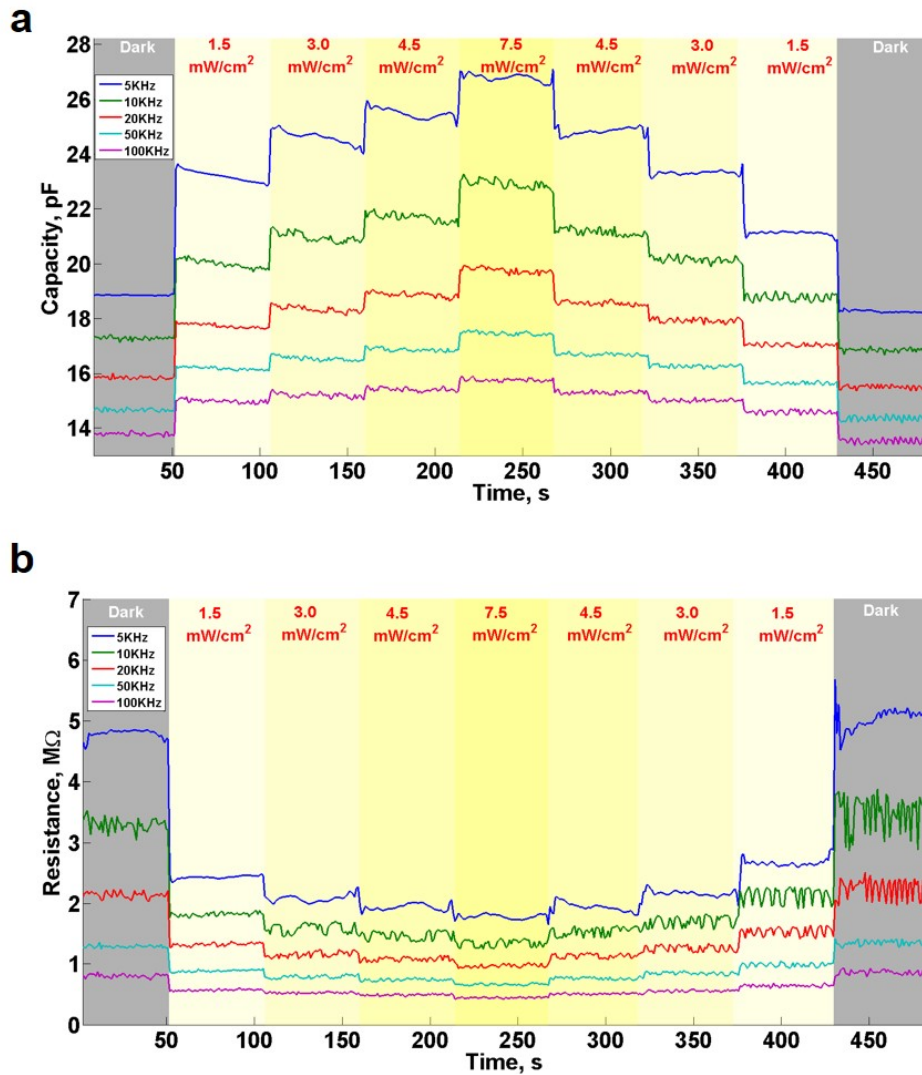 a
Dark
1.5
mW/cm²
3.0
mW/cm²
4.5
mW/cm²
7.5
mW/cm²
4.5
mW/cm²
3.0
mW/cm²
1.5
mW/cm²
Dark
5KHz
10KHz
20KHz
50KHz
100KHz
Capacity, pF
28
26
24
22
20
18
16
14
50
100
150
200
250
300
350
400
450
Time, s
b
Dark
1.5
mW/cm²
3.0
mW/cm²
4.5
mW/cm²
7.5
mW/cm²
4.5
mW/cm²
3.0
mW/cm²
1.5
mW/cm²
Dark
5KHz
10KHz
20KHz
50KHz
100KHz
Resistance, MΩ
7
6
5
4
3
2
1
0
50
100
150
200
250
300
350
400
450
Time, s